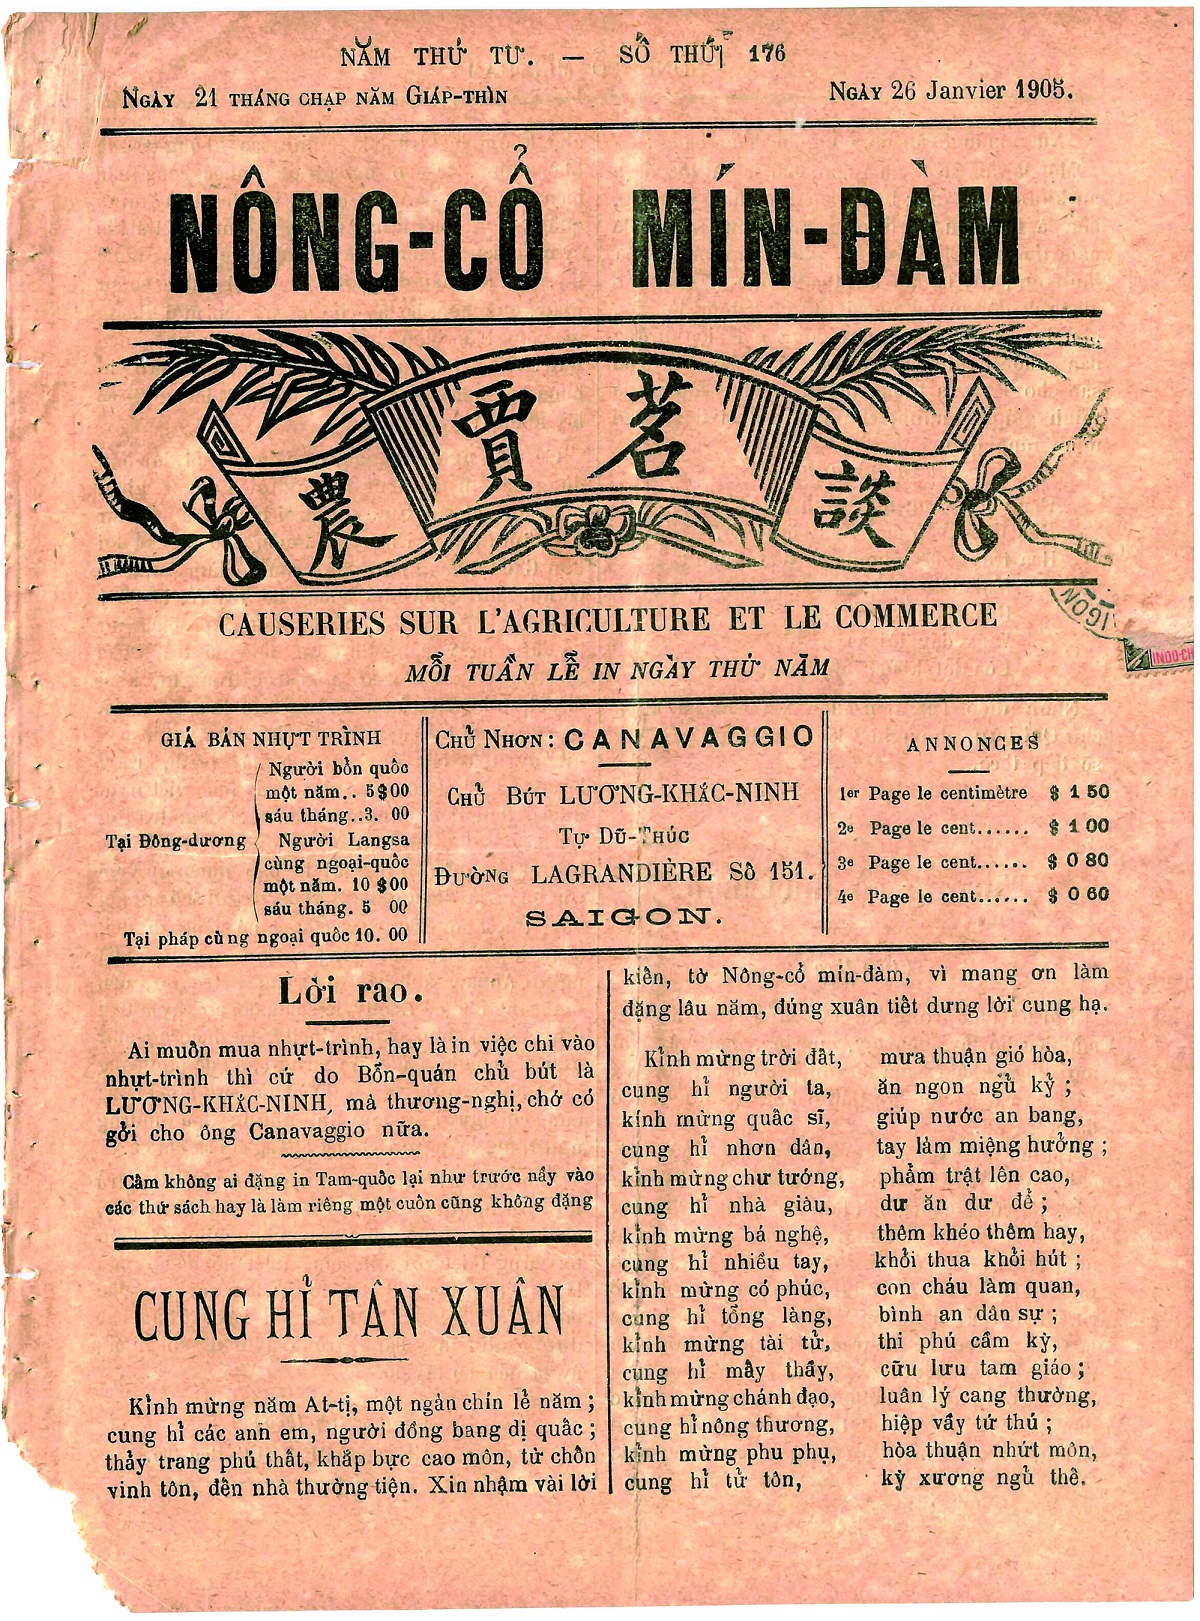 NĂM THỨ TƯ. — SỐ THỨ 176
NGÀY 21 THÁNG CHẠP NĂM GIÁP-THÌN
NGÀY 26 Janvier 1905.
NÔNG-CỔ MÍN-ĐÀM
農賈茗談
CAUSERIES SUR L'AGRICULTURE ET LE COMMERCE
MỖI TUẦN LỄ IN NGÀY THỨ NĂM
IGON
INDO-CH
GIÁ BÁN NHỰT TRÌNH
Tại Đông-dương
Người bổn quốc
một năm.. 5$00
sáu tháng..3. 00
Người Langsa
cùng ngoại-quốc
một năm. 10 $00
sáu tháng. 5 00
Tại pháp cùng ngoại quốc 10. 00
CHỦ NHƠN: CANAVAGGIO
CHỦ BÚT LƯƠNG-KHẮC-NINH
TỰ DŨ-THÚC
ĐƯỜNG LAGRANDIÈRE Số 151.
SAIGON.
ANNONCES
1er Page le centimètre $ 1 50
2e Page le cent...... $ 1 00
3e Page le cent...... $ 0 80
4e Page le cent...... $ 0 60
Lời rao.
Ai muốn mua nhựt-trình, hay là in việc chi vào
nhựt-trình thì cứ do Bổn-quán chủ bút là
LƯƠNG-KHẮC-NINH, mà thương-nghị, chớ có
gởi cho ông Canavaggio nữa.
Cấm không ai đặng in Tam-quốc lại như trước nầy vào
các thứ sách hay là làm riêng một cuốn cũng không đặng
CUNG HỈ TÂN XUÂN
Kỉnh mừng năm At-tị, một ngàn chín lẻ năm ;
cung hỉ các anh em, người đồng bang dị quấc ;
thảy trang phú thất, khắp bực cao môn, từ chốn
vinh tôn, đến nhà thường tiện. Xin nhậm vài lời
kiến, tờ Nông-cổ mín-đàm, vì mang ơn làm
đặng lâu năm, đúng xuân tiết dưng lời cung hạ.
Kỉnh mừng trời đất, mưa thuận gió hòa,
cung hỉ người ta, ăn ngon ngủ kỷ ;
kính mừng quấc sĩ, giúp nước an bang,
cung hỉ nhơn dân, tay làm miệng hưởng ;
kỉnh mừng chư tướng, phẩm trật lên cao,
cung hỉ nhà giàu, dư ăn dư để ;
kỉnh mừng bá nghệ, thêm khéo thêm hay,
cung hỉ nhiều tay, khỏi thua khỏi hút ;
kỉnh mừng có phúc, con cháu làm quan,
cung hỉ tổng làng, bình an dân sự ;
kỉnh mừng tài tử, thi phú cầm kỳ,
cung hỉ mấy thầy, cữu lưu tam giáo ;
kỉnh mừng chánh đạo, luân lý cang thường,
cung hỉ nông thương, hiệp vầy tứ thú ;
kỉnh mừng phu phụ, hòa thuận nhứt môn,
cung hỉ tử tôn, kỳ xương ngủ thế.